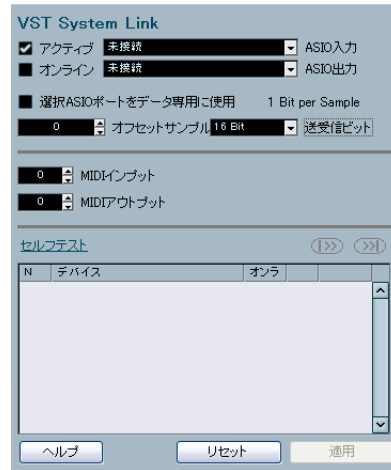 VST System Link
アクティブ 未接続 ASIO入力
オンライン 未接続 ASIO出力
選択ASIOポートをデータ専用に使用 1 Bit per Sample
0 オフセットサンプル 16 Bit 送受信ビット
0 MIDIインプット
0 MIDIアウトプット
セルフテスト
N デバイス オンラ
ヘルプ リセット 適用